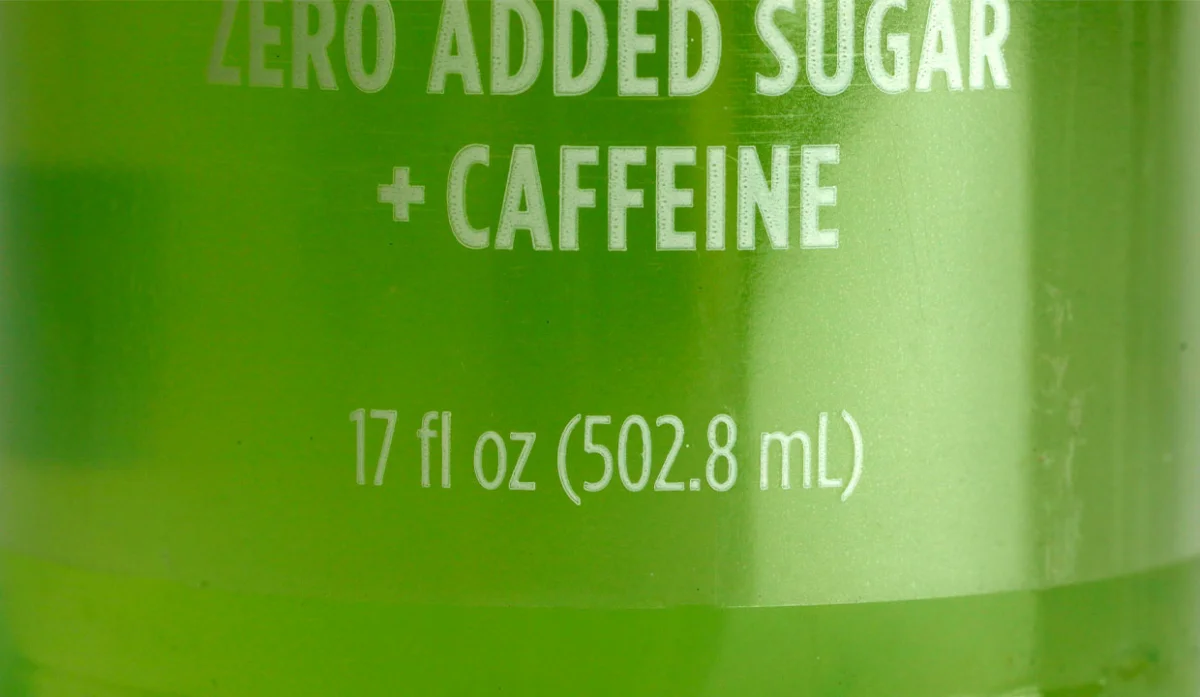 ZERO ADDED SUGAR
+ CAFFEINE
17 fl oz (502.8 mL)